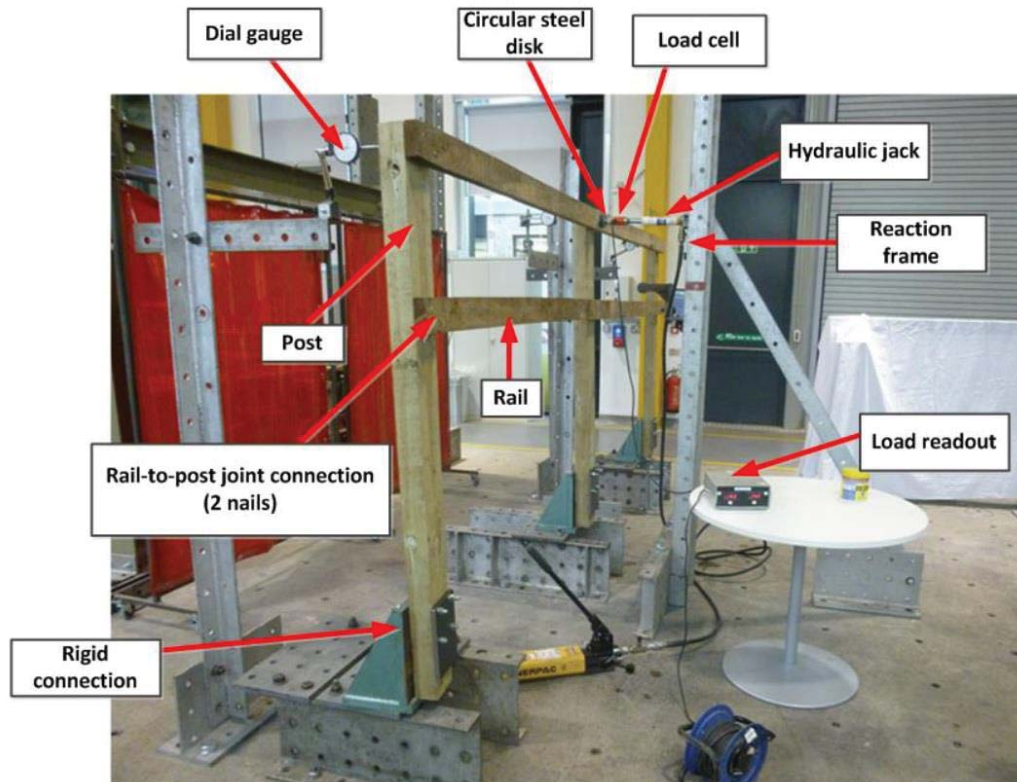 Dial gauge
Circular steel
disk
Load cell
Hydraulic jack
Reaction
frame
Post
Rail
Rail-to-post joint connection
(2 nails)
Load readout
Rigid
connection
ENERPAC